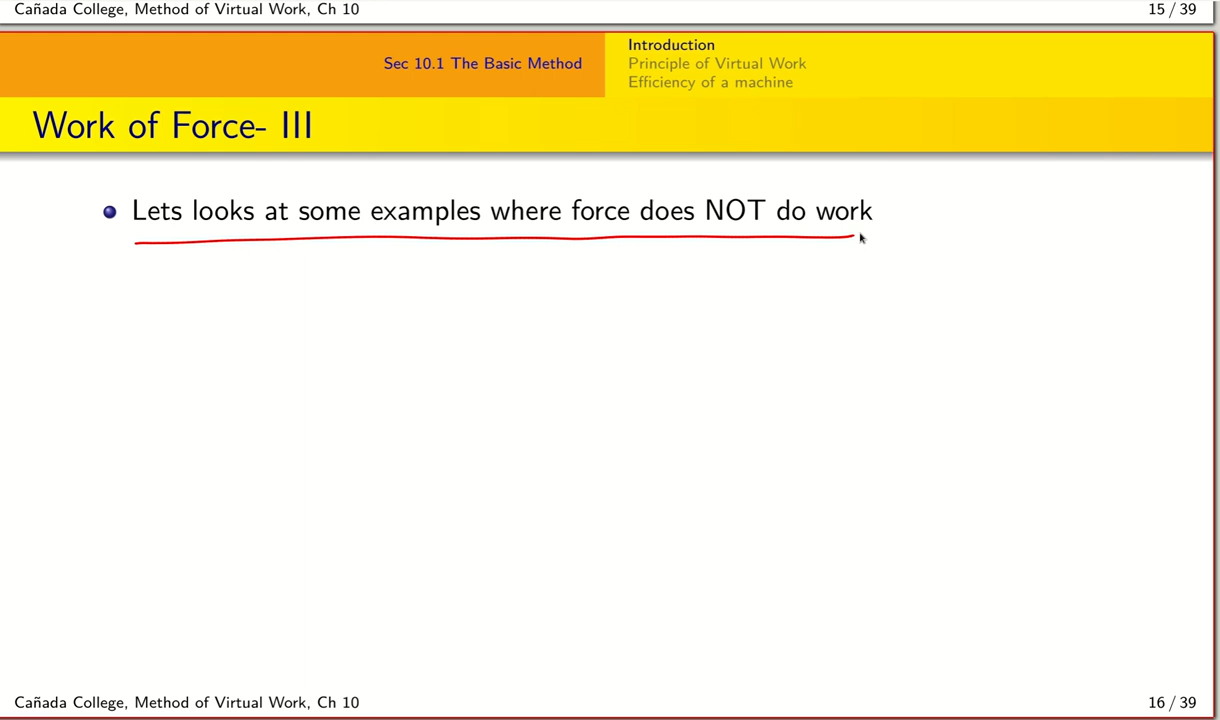 Cañada College, Method of Virtual Work, Ch 10 15 / 39
Sec 10.1 The Basic Method
Introduction
Principle of Virtual Work
Efficiency of a machine
Work of Force- III
Lets looks at some examples where force does NOT do work
Cañada College, Method of Virtual Work, Ch 10 16 / 39